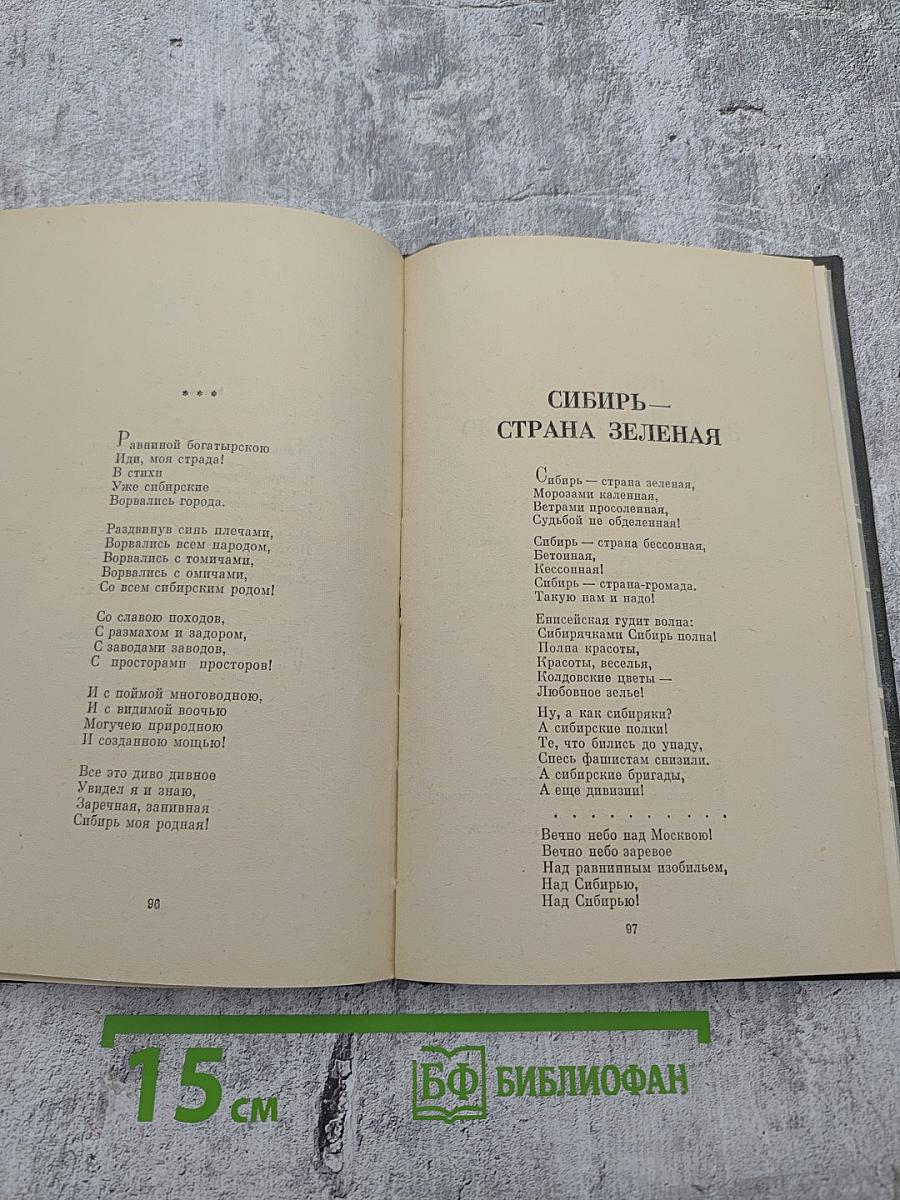 * * *
Равниной богатырскою
Иди, моя страда!
В стихи
Уже сибирские
Ворвались города.
Раздвинув синь плечами,
Ворвались всем народом,
Ворвались с томичами,
Ворвались с омичами,
Со всем сибирским родом!
Со славою походов,
С размахом и задором,
С заводами заводов,
С просторами просторов!
И с поймой многоводною,
И с видимой воочью
Могучею природною
И созданною мощью!
Все это диво дивное
Увидел я и знаю,
Заречная, занивная
Сибирь моя родная!
96
СИБИРЬ —
СТРАНА ЗЕЛЕНАЯ
Сибирь — страна зеленая,
Морозами каленная,
Ветрами просоленная,
Судьбой не обделенная!
Сибирь — страна бессонная,
Бетонная,
Кессонная!
Сибирь — страна-громада.
Такую нам и надо!
Енисейская гудит волна:
Сибирячками Сибирь полна!
Полна красоты,
Красоты, веселья,
Колдовские цветы —
Любовное зелье!
Ну, а как сибиряки?
А сибирские полки!
Те, что бились до упаду,
Спесь фашистам снизили.
А сибирские бригады,
А еще дивизии!
. . . . . . . . . .
Вечно небо над Москвою!
Вечно небо заревое
Над равнинным изобильем,
Над Сибирью,
Над Сибирью!
97
15 СМ
БФ БИБЛИОФАН